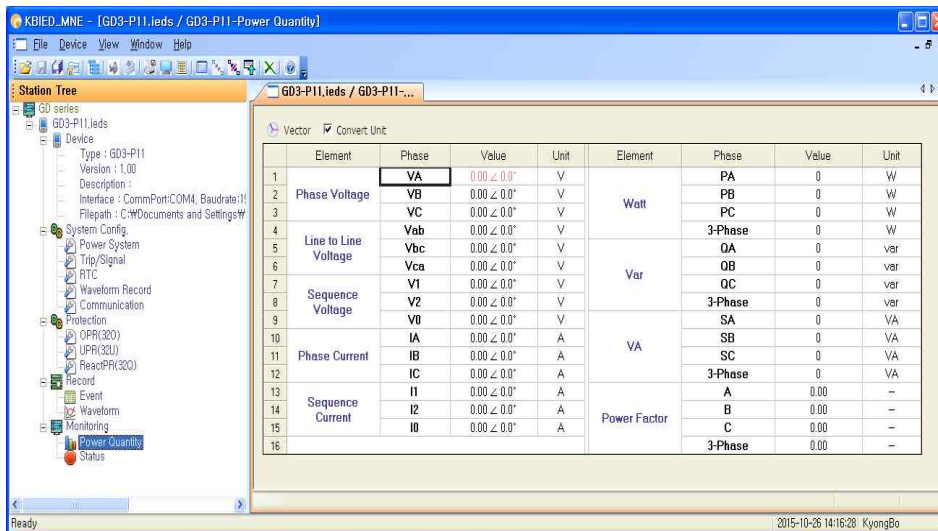 KBIED_MNE - [GD3-P11.ieds / GD3-P11-Power Quantity]
File Device View Window Help
Station Tree
GD series
GD3-P11.ieds
Device
Type : GD3-P11
Version : 1.00
Description :
Interface : CommPort:COM4, Baudrate:1
Filepath : C:₩Documents and Settings₩
System Config.
Power System
Trip/Signal
RTC
Waveform Record
Communication
Protection
OPR(32O)
UPR(32U)
ReactPR(32Q)
Record
Event
Waveform
Monitoring
Power Quantity
Status
GD3-P11.ieds / GD3-P11-...
Vector Convert Unit
Element Phase Value Unit Element Phase Value Unit
1 Phase Voltage VA 0.00 ∠ 0.0° V Watt PA 0 W
2 VB 0.00 ∠ 0.0° V PB 0 W
3 VC 0.00 ∠ 0.0° V PC 0 W
4 Line to Line Voltage Vab 0.00 ∠ 0.0° V 3-Phase 0 W
5 Vbc 0.00 ∠ 0.0° V Var QA 0 var
6 Vca 0.00 ∠ 0.0° V QB 0 var
7 Sequence Voltage V1 0.00 ∠ 0.0° V QC 0 var
8 V2 0.00 ∠ 0.0° V 3-Phase 0 var
9 V0 0.00 ∠ 0.0° V VA SA 0 VA
10 Phase Current IA 0.00 ∠ 0.0° A SB 0 VA
11 IB 0.00 ∠ 0.0° A SC 0 VA
12 IC 0.00 ∠ 0.0° A 3-Phase 0 VA
13 Sequence Current I1 0.00 ∠ 0.0° A Power Factor A 0.00 -
14 I2 0.00 ∠ 0.0° A B 0.00 -
15 I0 0.00 ∠ 0.0° A C 0.00 -
16 3-Phase 0.00 -
Ready 2015-10-26 14:16:28 KyongBo